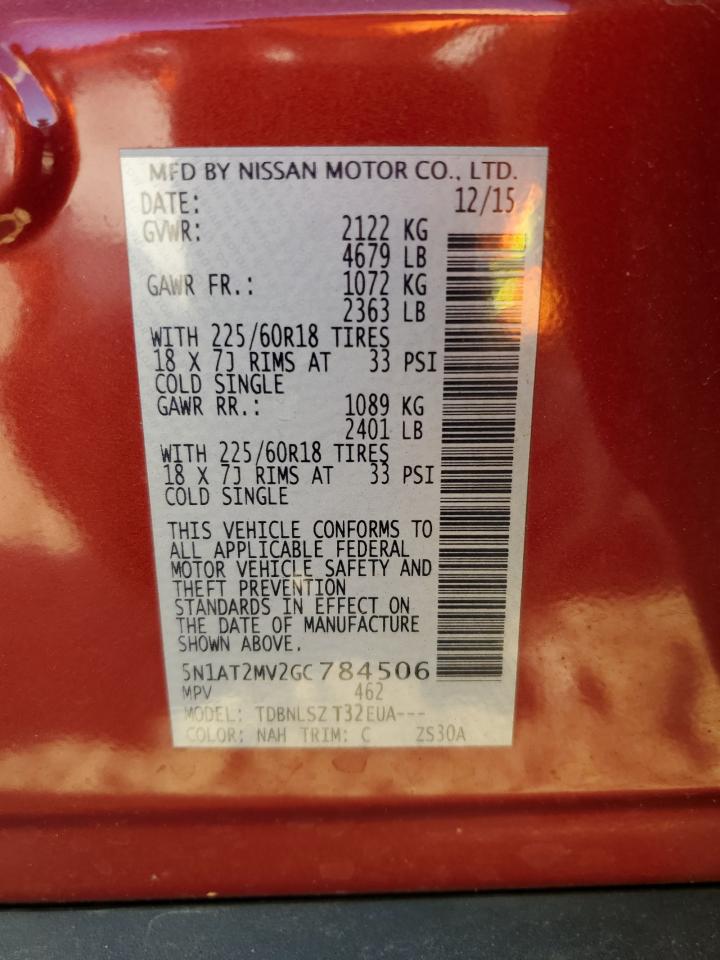 MFD BY NISSAN MOTOR CO., LTD.
DATE: 12/15
GVWR: 2122 KG
4679 LB
GAWR FR.: 1072 KG
2363 LB
WITH 225/60R18 TIRES
18 X 7J RIMS AT 33 PSI
COLD SINGLE
GAWR RR.: 1089 KG
2401 LB
WITH 225/60R18 TIRES
18 X 7J RIMS AT 33 PSI
COLD SINGLE
THIS VEHICLE CONFORMS TO
ALL APPLICABLE FEDERAL
MOTOR VEHICLE SAFETY AND
THEFT PREVENTION
STANDARDS IN EFFECT ON
THE DATE OF MANUFACTURE
SHOWN ABOVE.
5N1AT2MV2GC784506
MPV 462
MODEL: TDBNLSZ T32EUA---
COLOR: NAH TRIM: C ZS30A